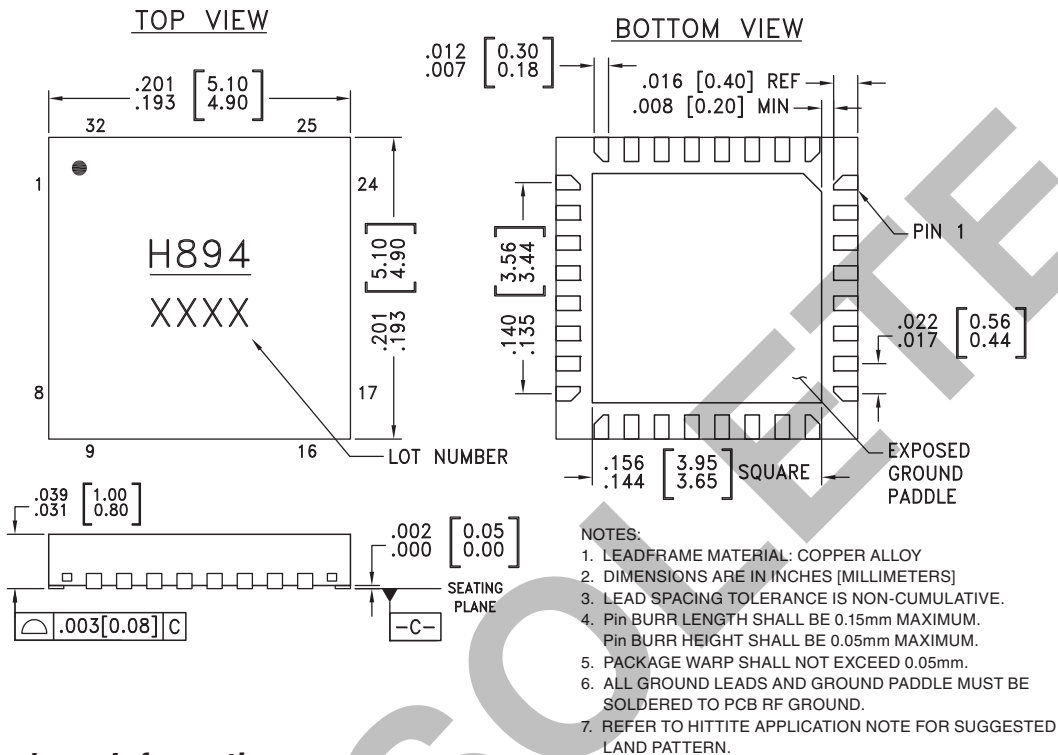 TOP VIEW
.201 [5.10]
.193 [4.90]
32 25
1 24
H894
XXXX
[5.10]
[4.90]
.201
.193
8 17
9 16
LOT NUMBER
BOTTOM VIEW
.012 [0.30]
.007 [0.18]
.016 [0.40] REF
.008 [0.20] MIN
PIN 1
[3.56]
[3.44]
.140
.135
.022 [0.56]
.017 [0.44]
.156 [3.95] SQUARE
.144 [3.65]
EXPOSED
GROUND
PADDLE
.039 [1.00]
.031 [0.80]
.002 [0.05]
.000 [0.00]
SEATING
PLANE
.003[0.08] C
-C-
NOTES:
1. LEADFRAME MATERIAL: COPPER ALLOY
2. DIMENSIONS ARE IN INCHES [MILLIMETERS]
3. LEAD SPACING TOLERANCE IS NON-CUMULATIVE.
4. Pin BURR LENGTH SHALL BE 0.15mm MAXIMUM.
Pin BURR HEIGHT SHALL BE 0.05mm MAXIMUM.
5. PACKAGE WARP SHALL NOT EXCEED 0.05mm.
6. ALL GROUND LEADS AND GROUND PADDLE MUST BE
SOLDERED TO PCB RF GROUND.
7. REFER TO HITTITE APPLICATION NOTE FOR SUGGESTED
LAND PATTERN.